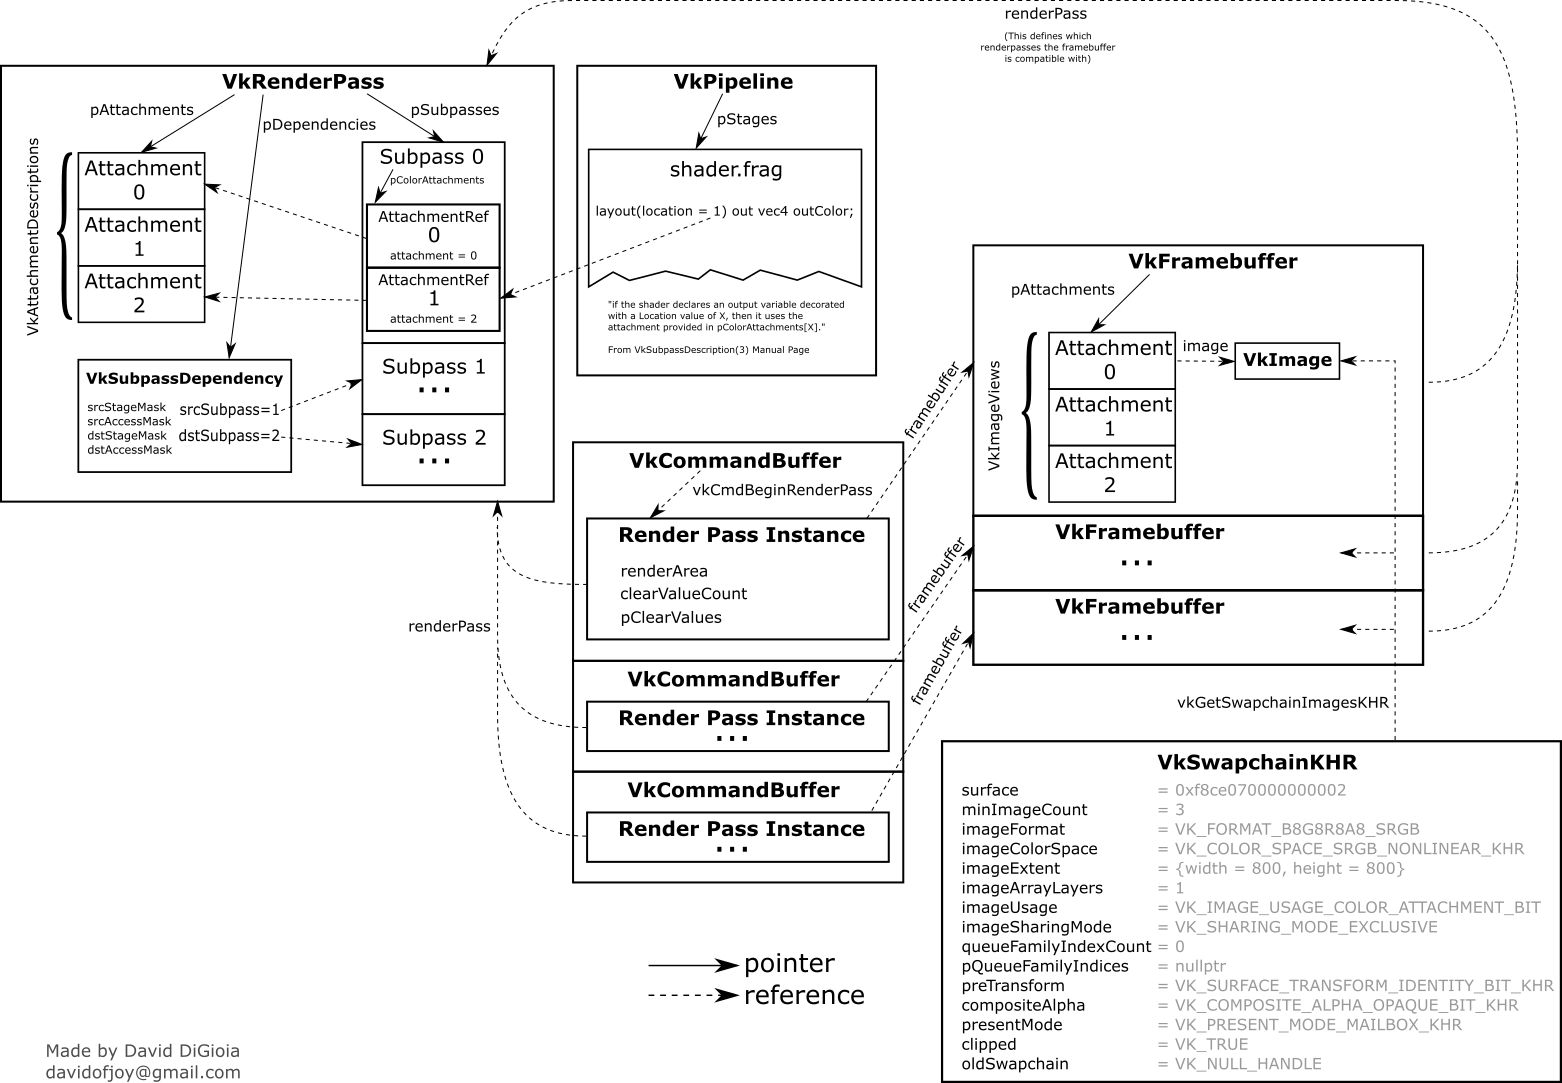 renderPass
(This defines which
renderpasses the framebuffer
is compatible with)
VkRenderPass
pAttachments
pDependencies
pSubpasses
VkAttachmentDescriptions
Attachment
0
Attachment
1
Attachment
2
Subpass 0
pColorAttachments
AttachmentRef
0
attachment = 0
AttachmentRef
1
attachment = 2
Subpass 1
...
Subpass 2
...
VkSubpassDependency
srcStageMask
srcAccessMask
dstStageMask
dstAccessMask
srcSubpass=1
dstSubpass=2
VkPipeline
pStages
shader.frag
layout(location = 1) out vec4 outColor;
"if the shader declares an output variable decorated
with a Location value of X, then it uses the
attachment provided in pColorAttachments[X]."
From VkSubpassDescription(3) Manual Page
VkCommandBuffer
vkCmdBeginRenderPass
Render Pass Instance
renderArea
clearValueCount
pClearValues
VkCommandBuffer
Render Pass Instance
...
VkCommandBuffer
Render Pass Instance
...
renderPass
framebuffer
framebuffer
framebuffer
VkFramebuffer
pAttachments
VkImageViews
Attachment
0
Attachment
1
Attachment
2
image
VkImage
VkFramebuffer
...
VkFramebuffer
...
vkGetSwapchainImagesKHR
VkSwapchainKHR
surface = 0xf8ce070000000002
minImageCount = 3
imageFormat = VK_FORMAT_B8G8R8A8_SRGB
imageColorSpace = VK_COLOR_SPACE_SRGB_NONLINEAR_KHR
imageExtent = {width = 800, height = 800}
imageArrayLayers = 1
imageUsage = VK_IMAGE_USAGE_COLOR_ATTACHMENT_BIT
imageSharingMode = VK_SHARING_MODE_EXCLUSIVE
queueFamilyIndexCount = 0
pQueueFamilyIndices = nullptr
preTransform = VK_SURFACE_TRANSFORM_IDENTITY_BIT_KHR
compositeAlpha = VK_COMPOSITE_ALPHA_OPAQUE_BIT_KHR
presentMode = VK_PRESENT_MODE_MAILBOX_KHR
clipped = VK_TRUE
oldSwapchain = VK_NULL_HANDLE
pointer
reference
Made by David DiGioia
davidofjoy@gmail.com